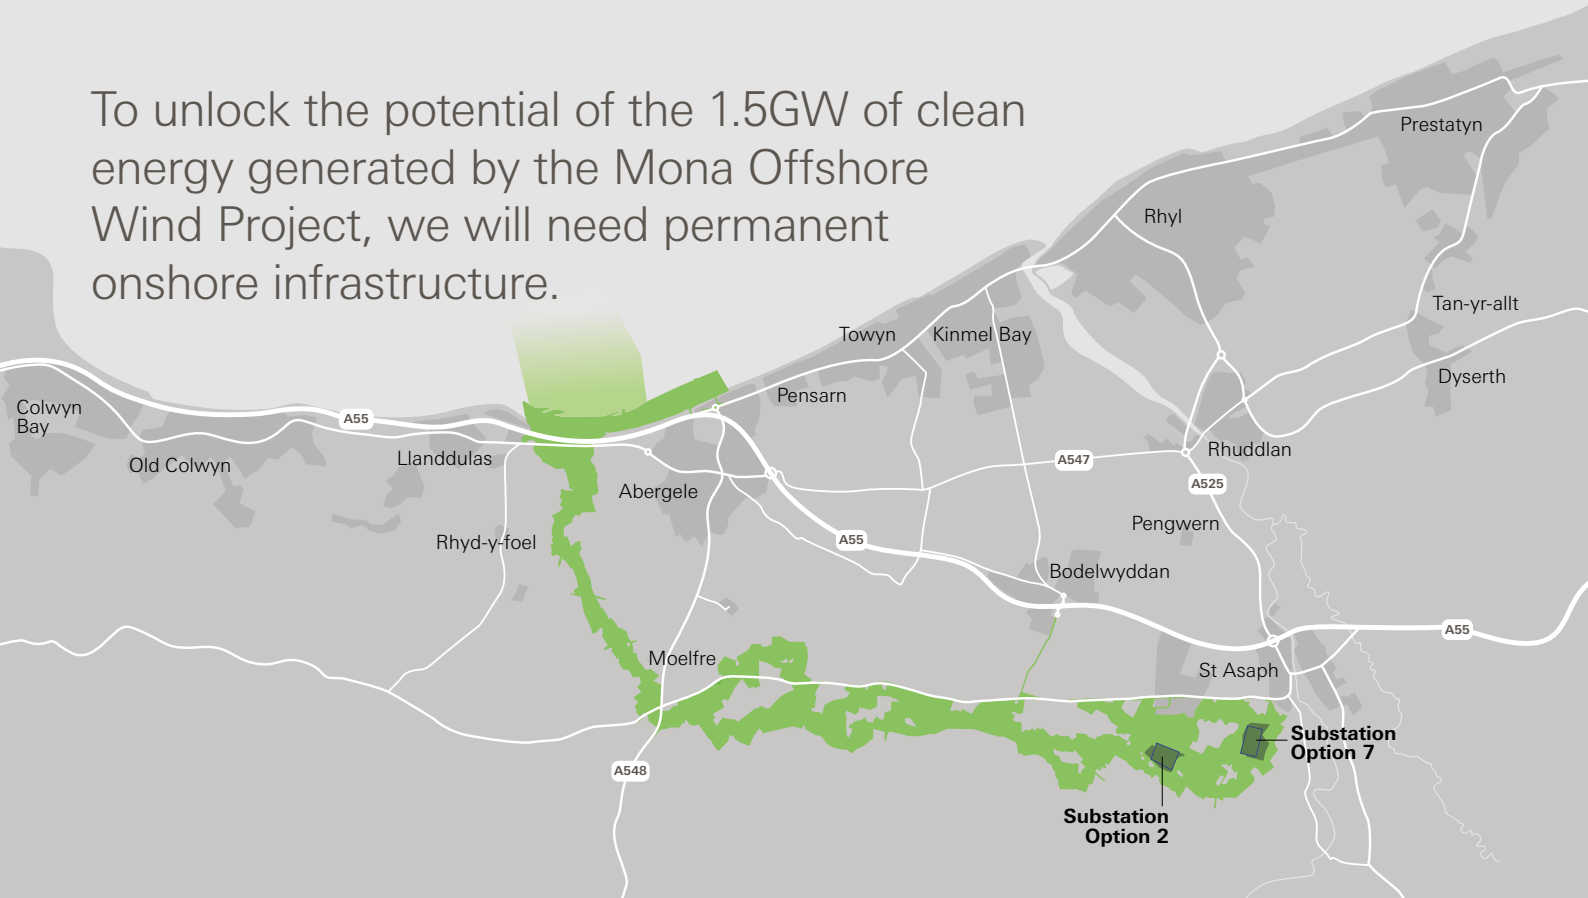 To unlock the potential of the 1.5GW of clean
energy generated by the Mona Offshore
Wind Project, we will need permanent
onshore infrastructure.
Prestatyn
Rhyl
Tan-yr-allt
Towyn
Kinmel Bay
Dyserth
Pensarn
Colwyn
Bay
A55
Old Colwyn
Llanddulas
A547
Rhuddlan
Abergele
A525
Pengwern
Rhyd-y-foel
A55
Bodelwyddan
A55
Moelfre
St Asaph
Substation
Option 7
A548
Substation
Option 2